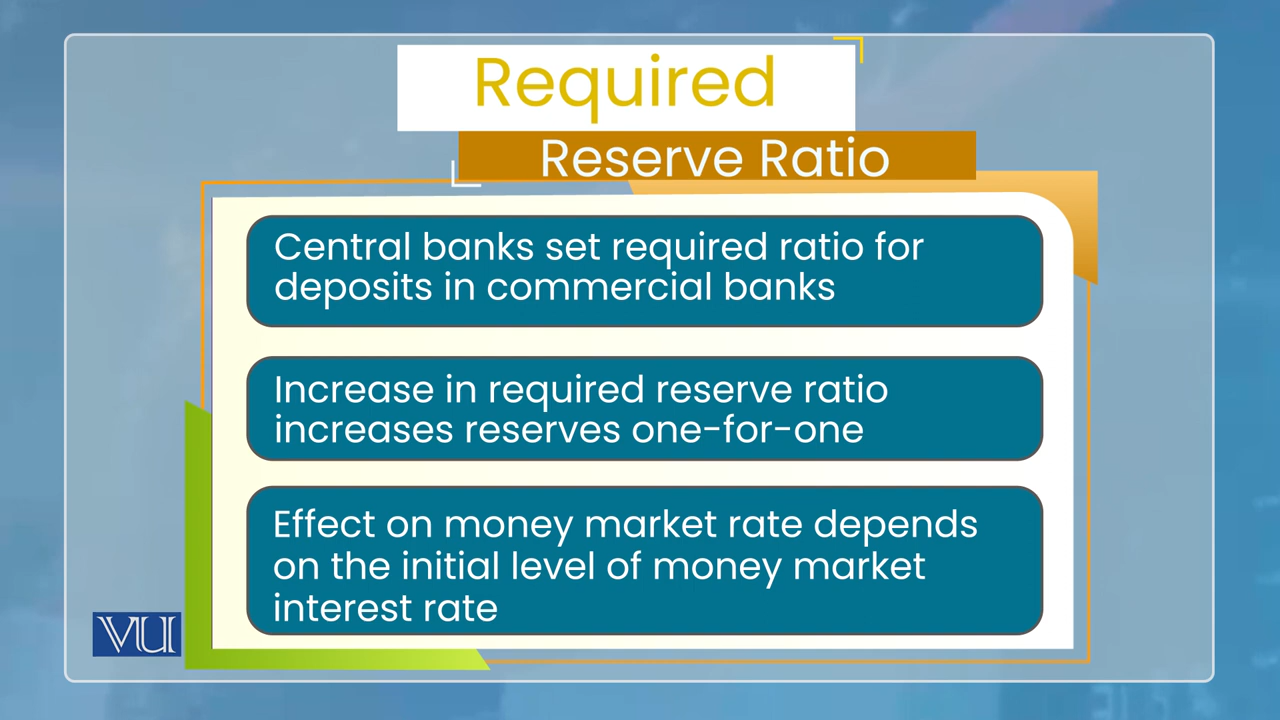 Required
Reserve Ratio
Central banks set required ratio for
deposits in commercial banks
Increase in required reserve ratio
increases reserves one-for-one
Effect on money market rate depends
on the initial level of money market
interest rate
VU